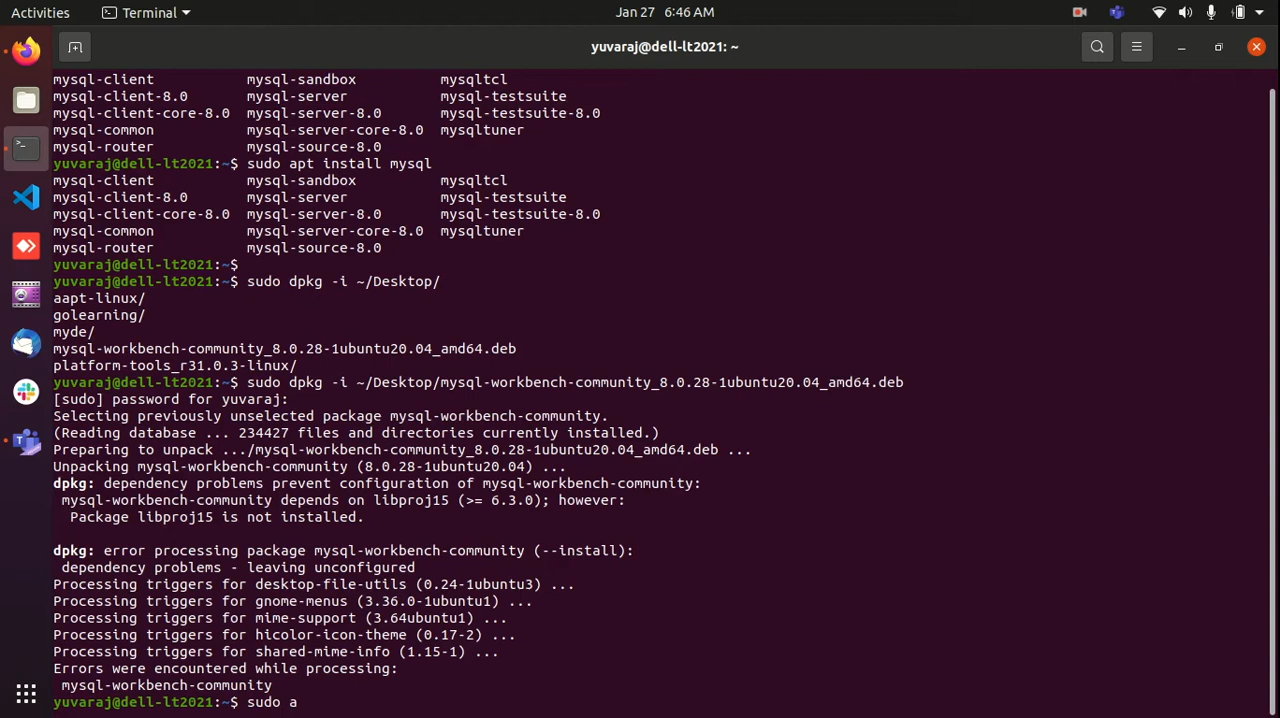 Activities Terminal Jan 27 6:46 AM
yuvaraj@dell-lt2021: ~
mysql-client mysql-sandbox mysqltcl
mysql-client-8.0 mysql-server mysql-testsuite
mysql-client-core-8.0 mysql-server-8.0 mysql-testsuite-8.0
mysql-common mysql-server-core-8.0 mysqltuner
mysql-router mysql-source-8.0
yuvaraj@dell-lt2021:~$ sudo apt install mysql
mysql-client mysql-sandbox mysqltcl
mysql-client-8.0 mysql-server mysql-testsuite
mysql-client-core-8.0 mysql-server-8.0 mysql-testsuite-8.0
mysql-common mysql-server-core-8.0 mysqltuner
mysql-router mysql-source-8.0
yuvaraj@dell-lt2021:~$
yuvaraj@dell-lt2021:~$ sudo dpkg -i ~/Desktop/
aapt-linux/
golearning/
myde/
mysql-workbench-community_8.0.28-1ubuntu20.04_amd64.deb
platform-tools_r31.0.3-linux/
yuvaraj@dell-lt2021:~$ sudo dpkg -i ~/Desktop/mysql-workbench-community_8.0.28-1ubuntu20.04_amd64.deb
[sudo] password for yuvaraj:
Selecting previously unselected package mysql-workbench-community.
(Reading database ... 234427 files and directories currently installed.)
Preparing to unpack .../mysql-workbench-community_8.0.28-1ubuntu20.04_amd64.deb ...
Unpacking mysql-workbench-community (8.0.28-1ubuntu20.04) ...
dpkg: dependency problems prevent configuration of mysql-workbench-community:
mysql-workbench-community depends on libproj15 (>= 6.3.0); however:
Package libproj15 is not installed.
dpkg: error processing package mysql-workbench-community (--install):
dependency problems - leaving unconfigured
Processing triggers for desktop-file-utils (0.24-1ubuntu3) ...
Processing triggers for gnome-menus (3.36.0-1ubuntu1) ...
Processing triggers for mime-support (3.64ubuntu1) ...
Processing triggers for hicolor-icon-theme (0.17-2) ...
Processing triggers for shared-mime-info (1.15-1) ...
Errors were encountered while processing:
mysql-workbench-community
yuvaraj@dell-lt2021:~$ sudo a